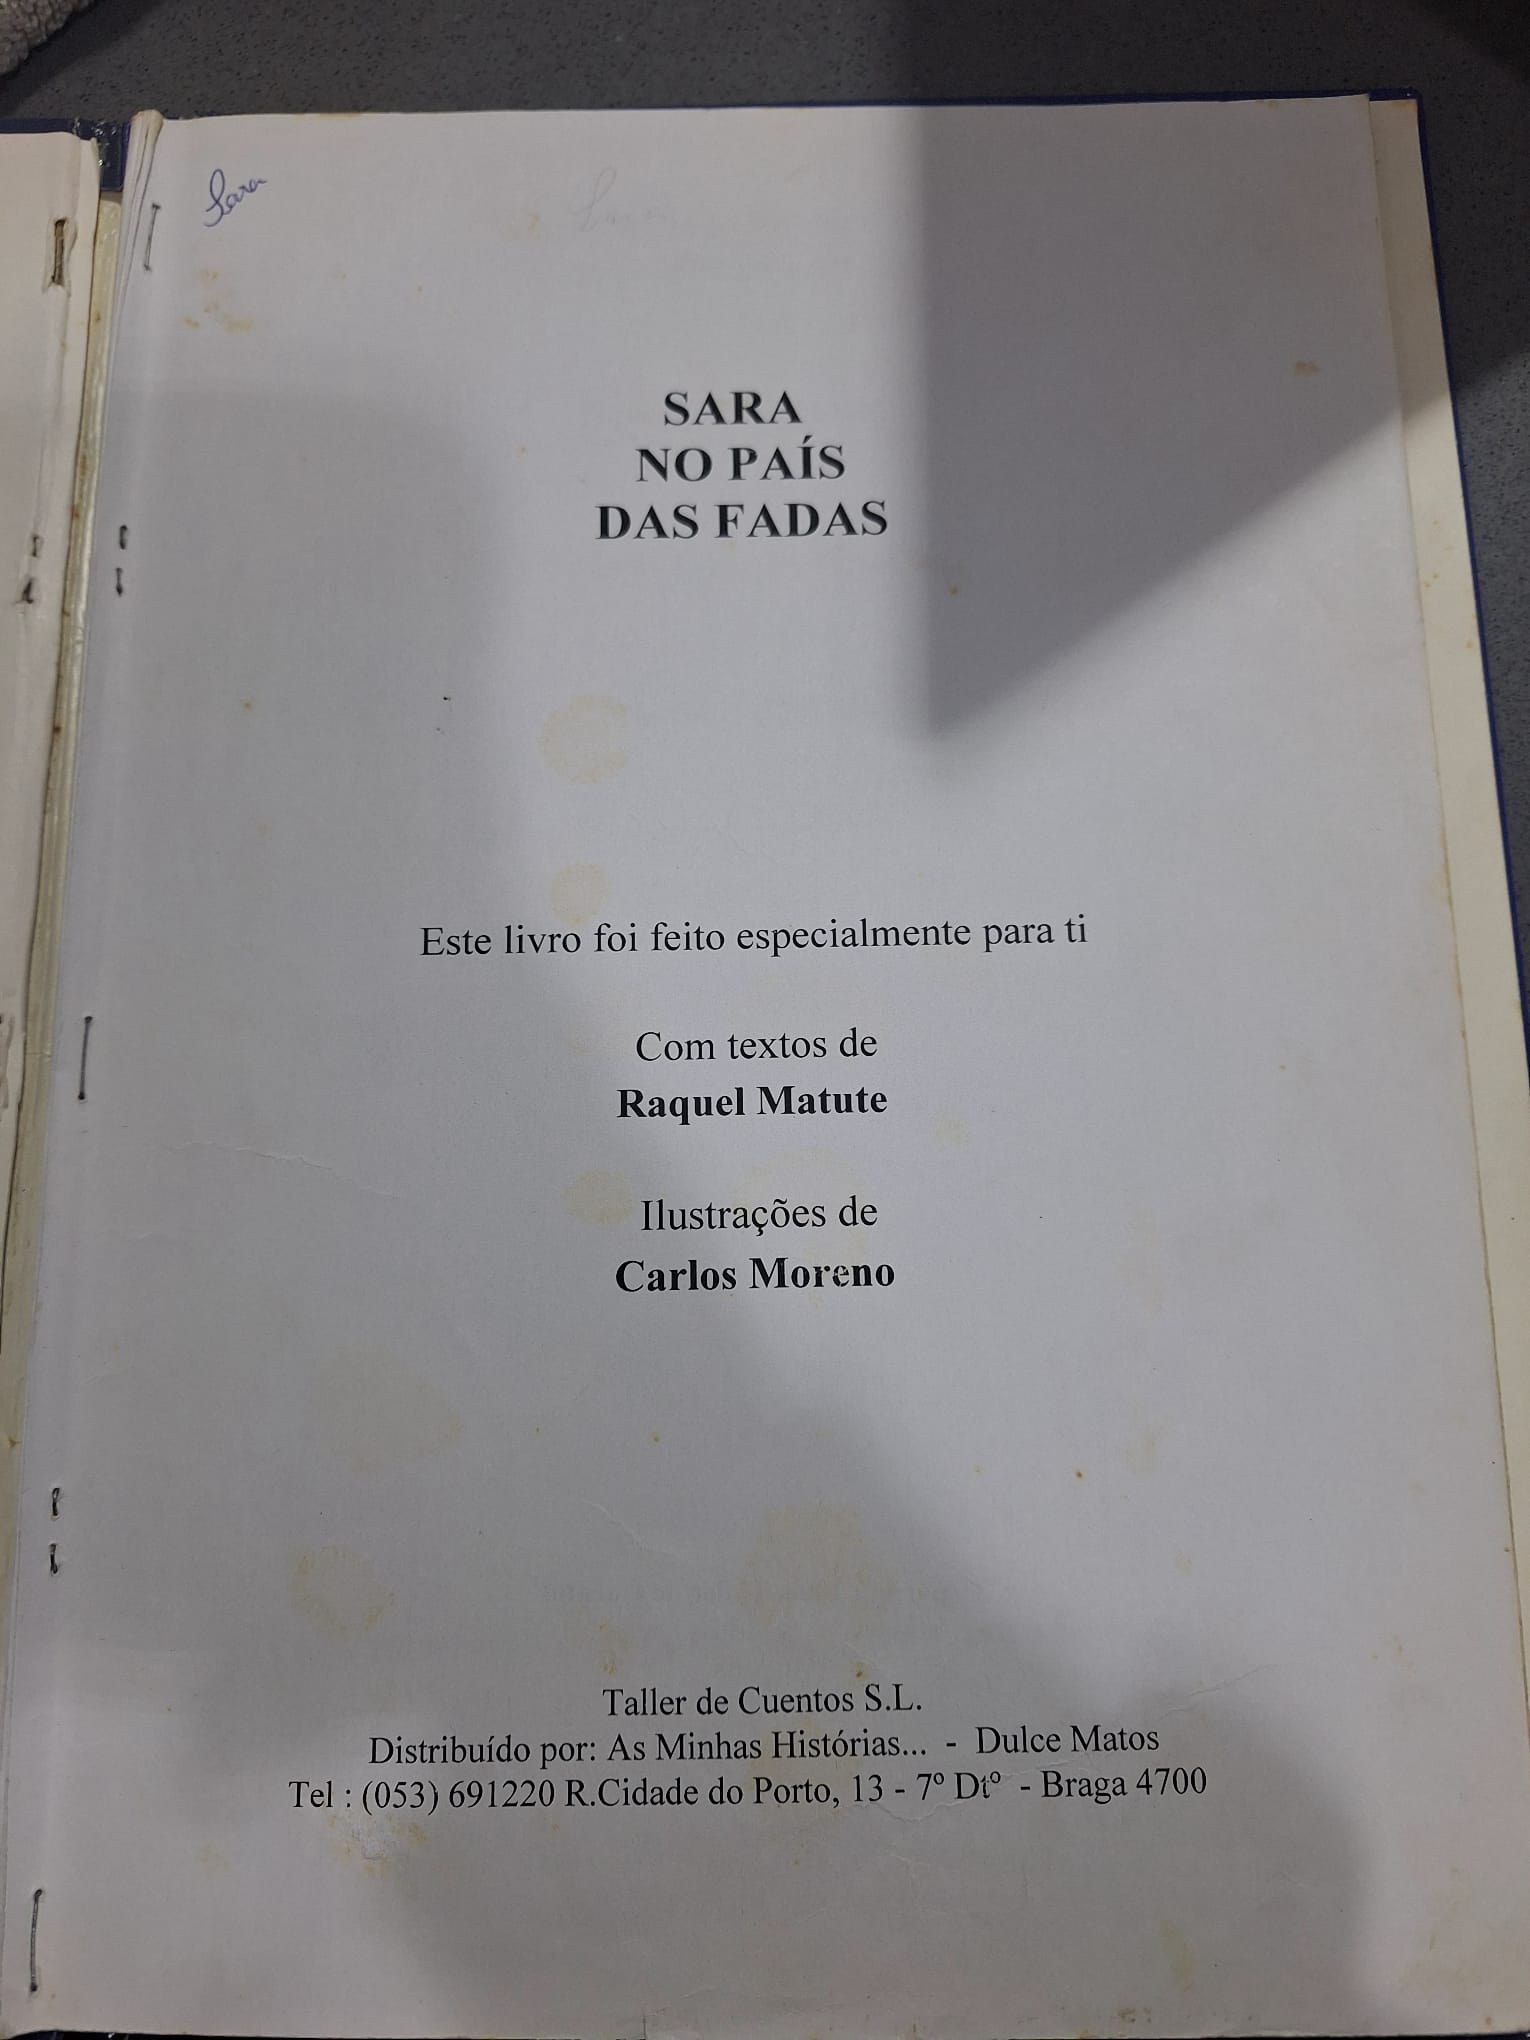 Sara
SARA
NO PAÍS
DAS FADAS
Este livro foi feito especialmente para ti
Com textos de
Raquel Matute
Ilustrações de
Carlos Moreno
Taller de Cuentos S.L.
Distribuído por: As Minhas Histórias... - Dulce Matos
Tel : (053) 691220 R.Cidade do Porto, 13 - 7º Dtº - Braga 4700